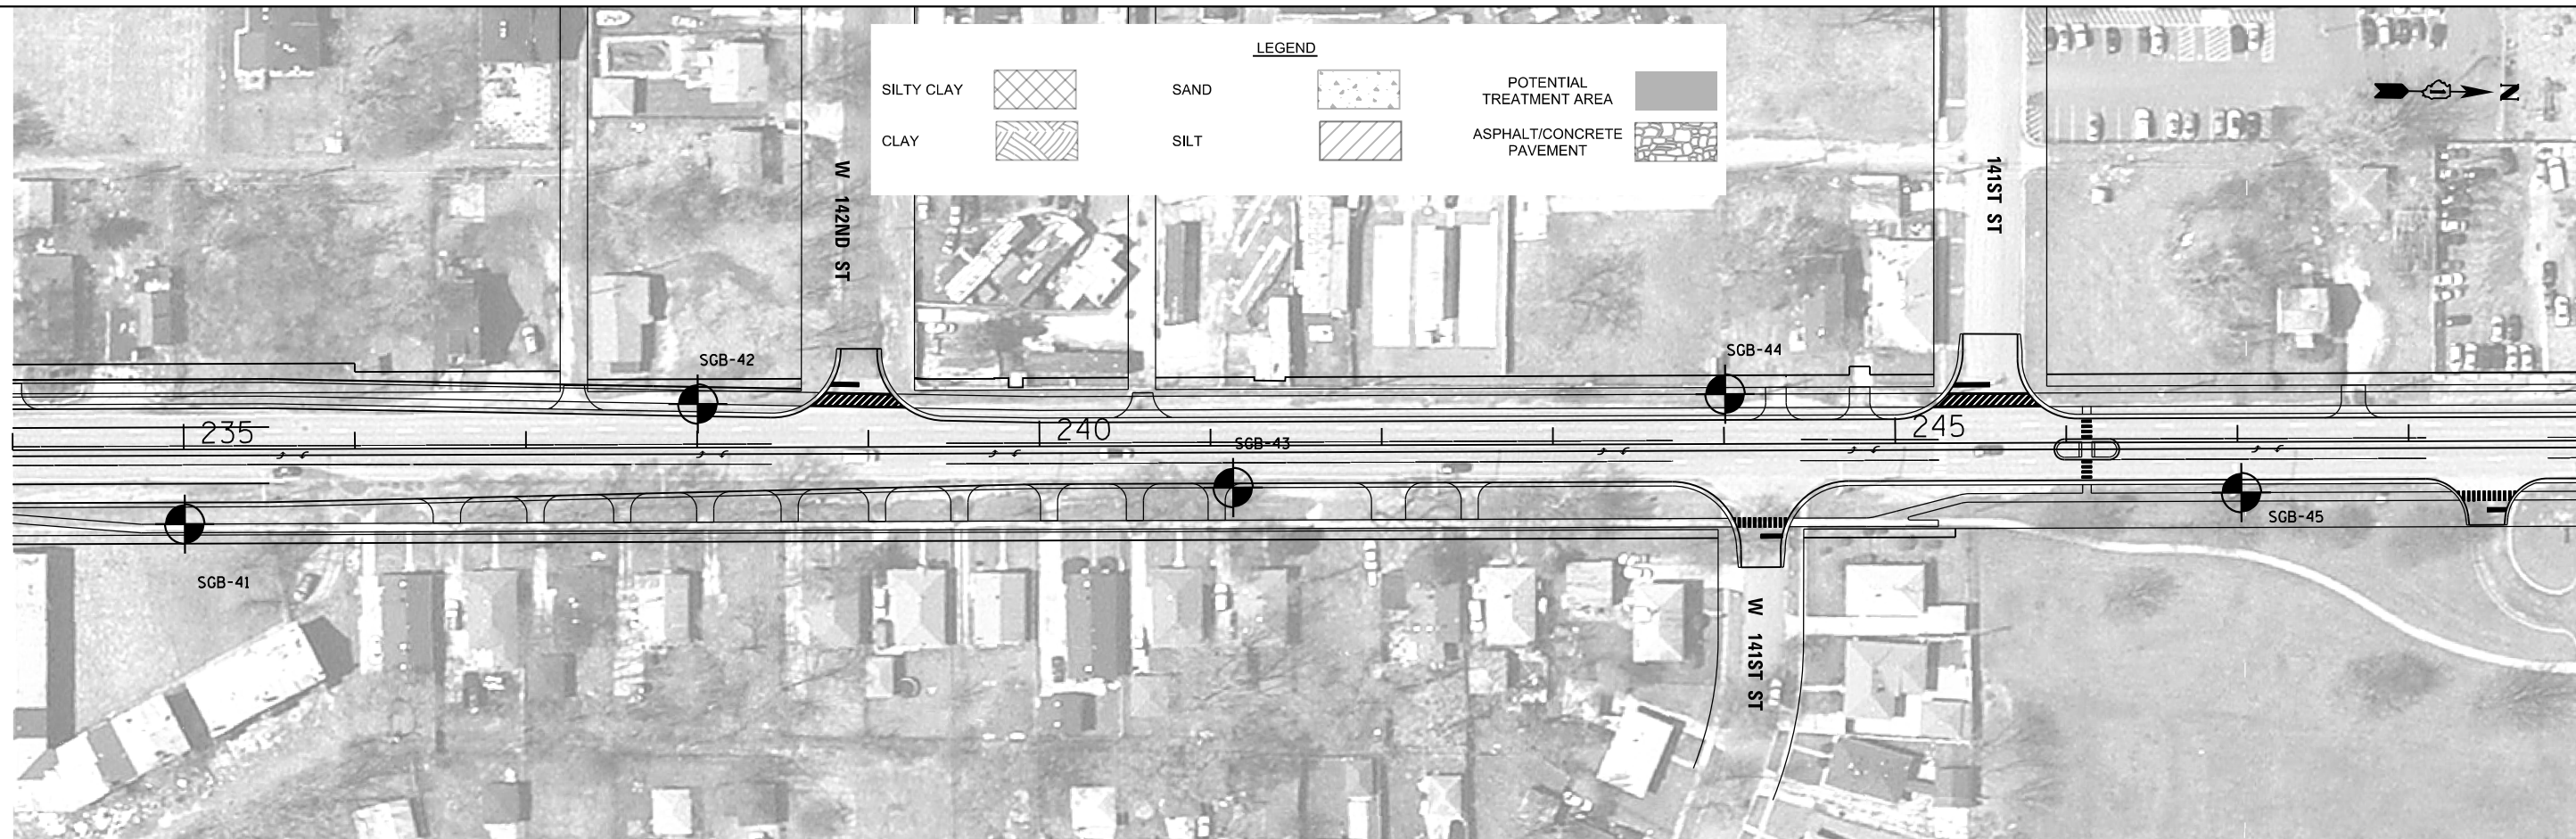 LEGEND
SILTY CLAY
SAND
POTENTIAL
TREATMENT AREA
CLAY
SILT
ASPHALT/CONCRETE
PAVEMENT
N
W 142ND ST
141ST ST
SGB-42
SGB-44
235
240
245
SGB-43
SGB-45
SGB-41
W 141ST ST